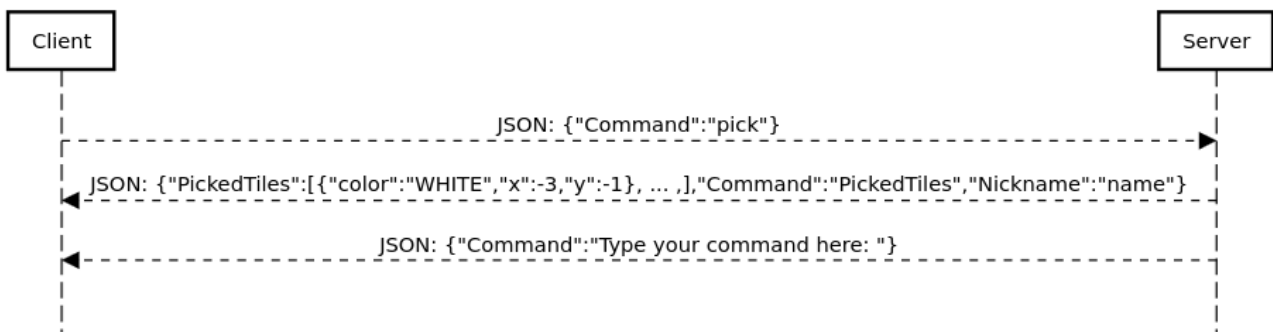 Client
Server
JSON: {"Command":"pick"}
JSON: {"PickedTiles":[{"color":"WHITE","x":-3,"y":-1}, ... ,],"Command":"PickedTiles","Nickname":"name"}
JSON: {"Command":"Type your command here: "}